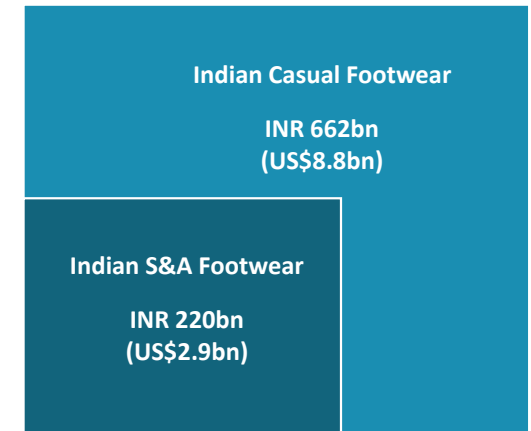 Indian Casual Footwear
INR 662bn
(US$8.8bn)
Indian S&A Footwear
INR 220bn
(US$2.9bn)